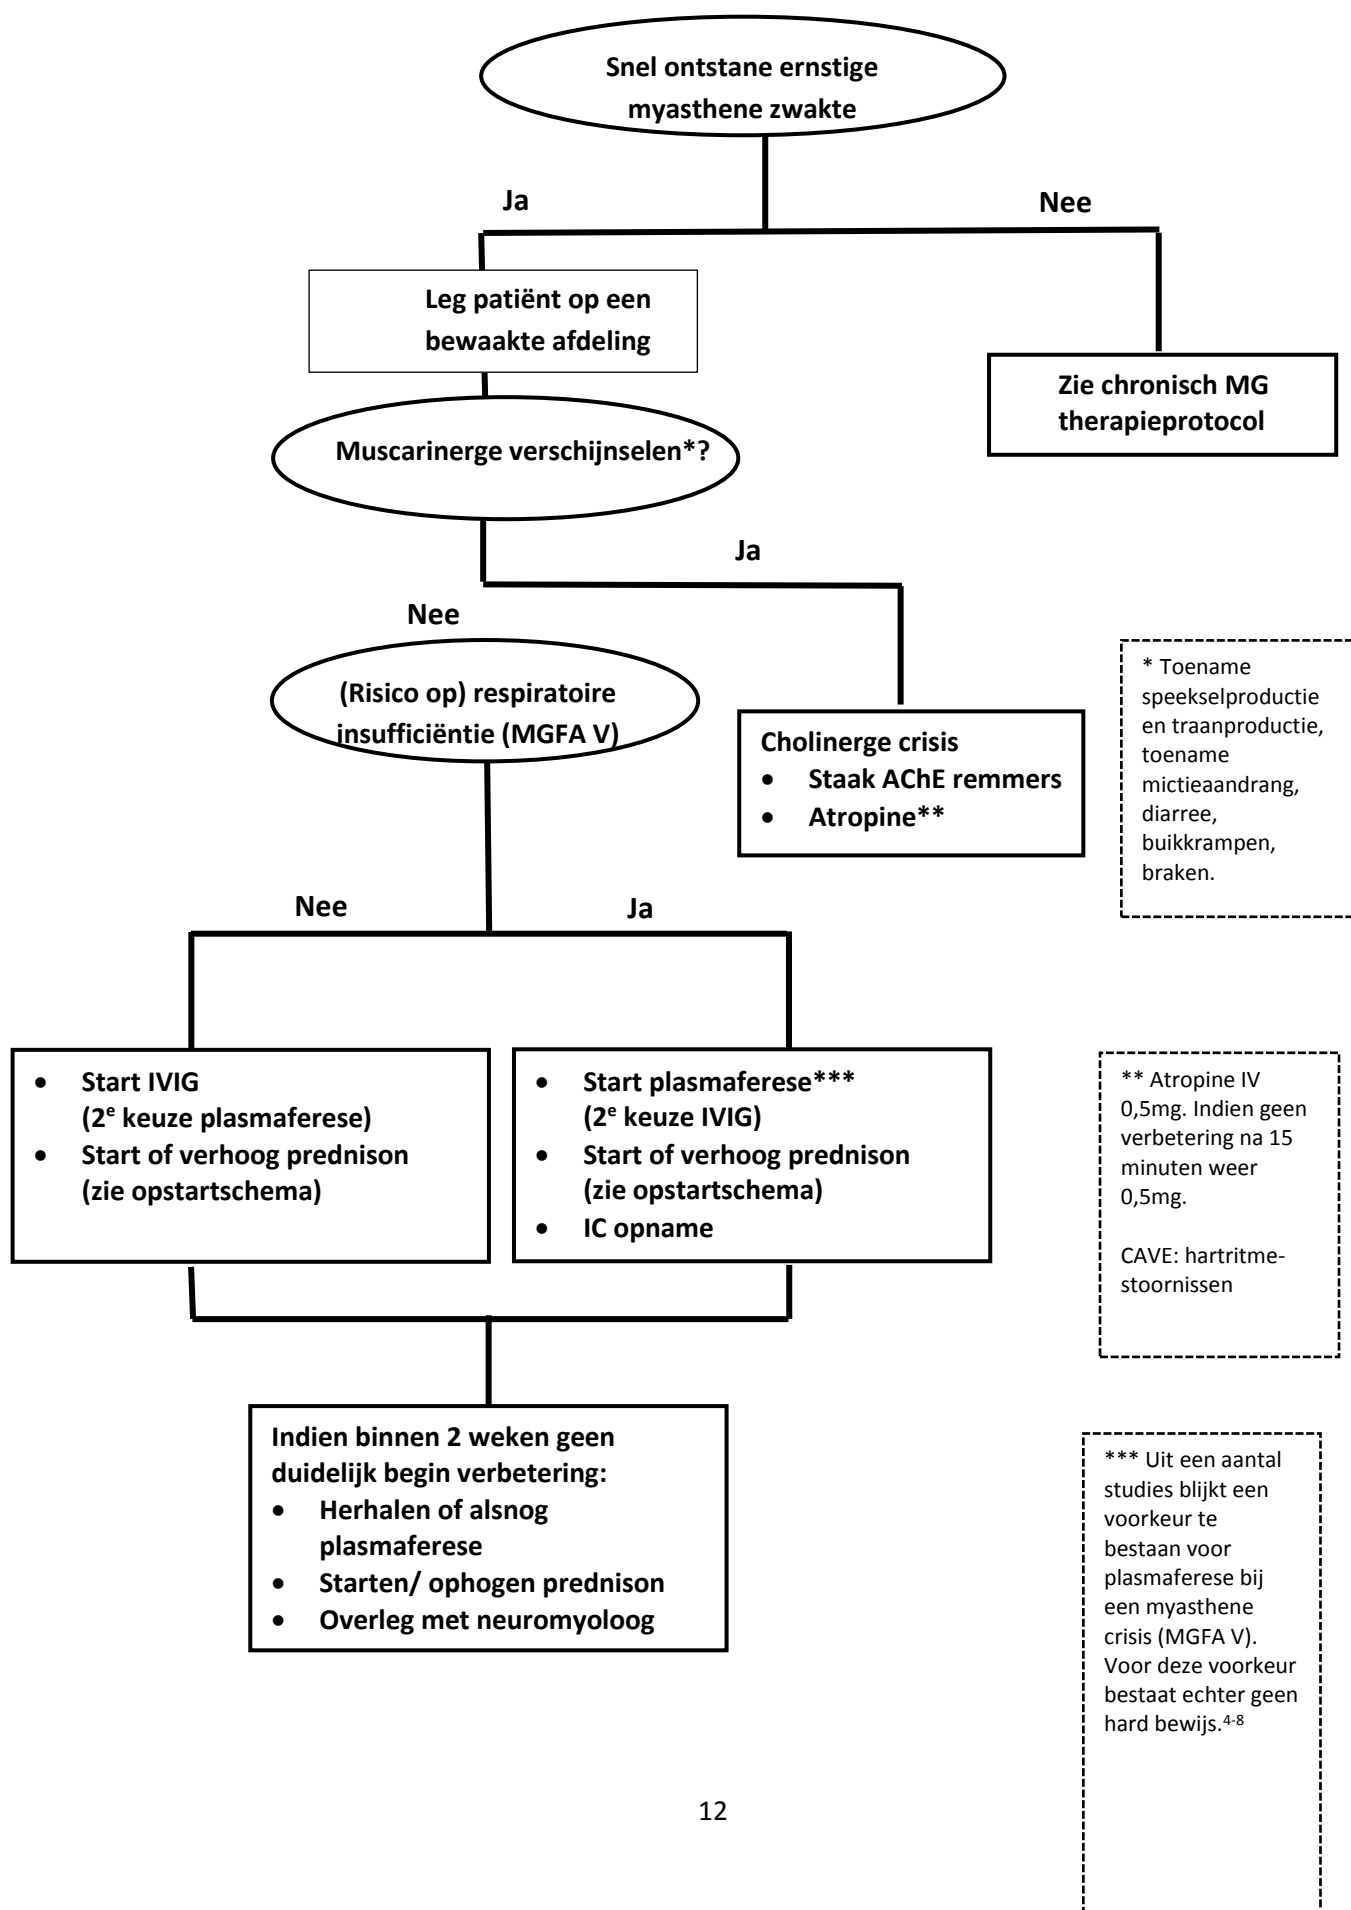 Snel ontstane ernstige
myasthene zwakte
Ja
Nee
Leg patiënt op een
bewaakte afdeling
Zie chronisch MG
therapieprotocol
Muscarinerge verschijnselen*?
Ja
Nee
(Risico op) respiratoire
insufficiëntie (MGFA V)
Cholinerge crisis
• Staak AChE remmers
• Atropine**
* Toename
speekselproductie
en traanproductie,
toename
mictieaandrang,
diarree,
buikkrampen,
braken.
Nee
Ja
• Start IVIG
(2e keuze plasmaferese)
• Start of verhoog prednison
(zie opstartschema)
• Start plasmaferese***
(2e keuze IVIG)
• Start of verhoog prednison
(zie opstartschema)
• IC opname
** Atropine IV
0,5mg. Indien geen
verbetering na 15
minuten weer
0,5mg.
CAVE: hartritme-
stoornissen
Indien binnen 2 weken geen
duidelijk begin verbetering:
• Herhalen of alsnog
plasmaferese
• Starten/ ophogen prednison
• Overleg met neuromyoloog
*** Uit een aantal
studies blijkt een
voorkeur te
bestaan voor
plasmaferese bij
een myasthene
crisis (MGFA V).
Voor deze voorkeur
bestaat echter geen
hard bewijs.4-8
12